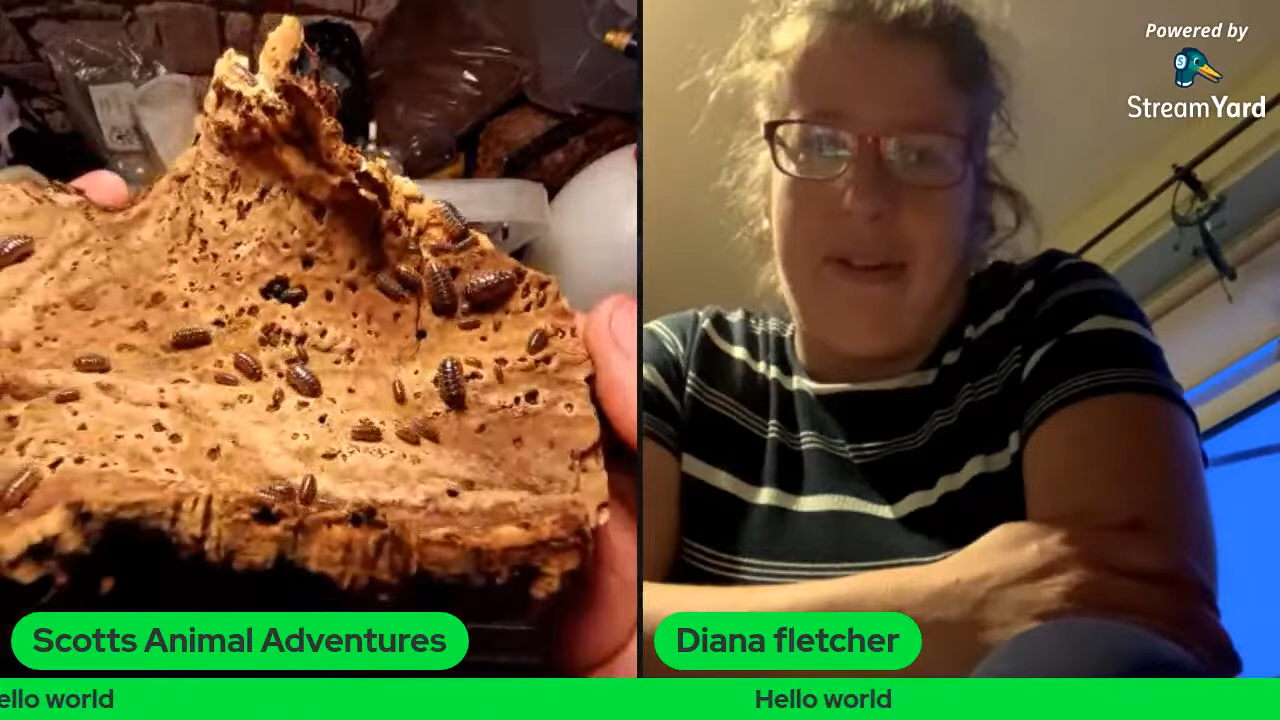 Powered by
StreamYard
Scotts Animal Adventures
Diana fletcher
ello world
Hello world